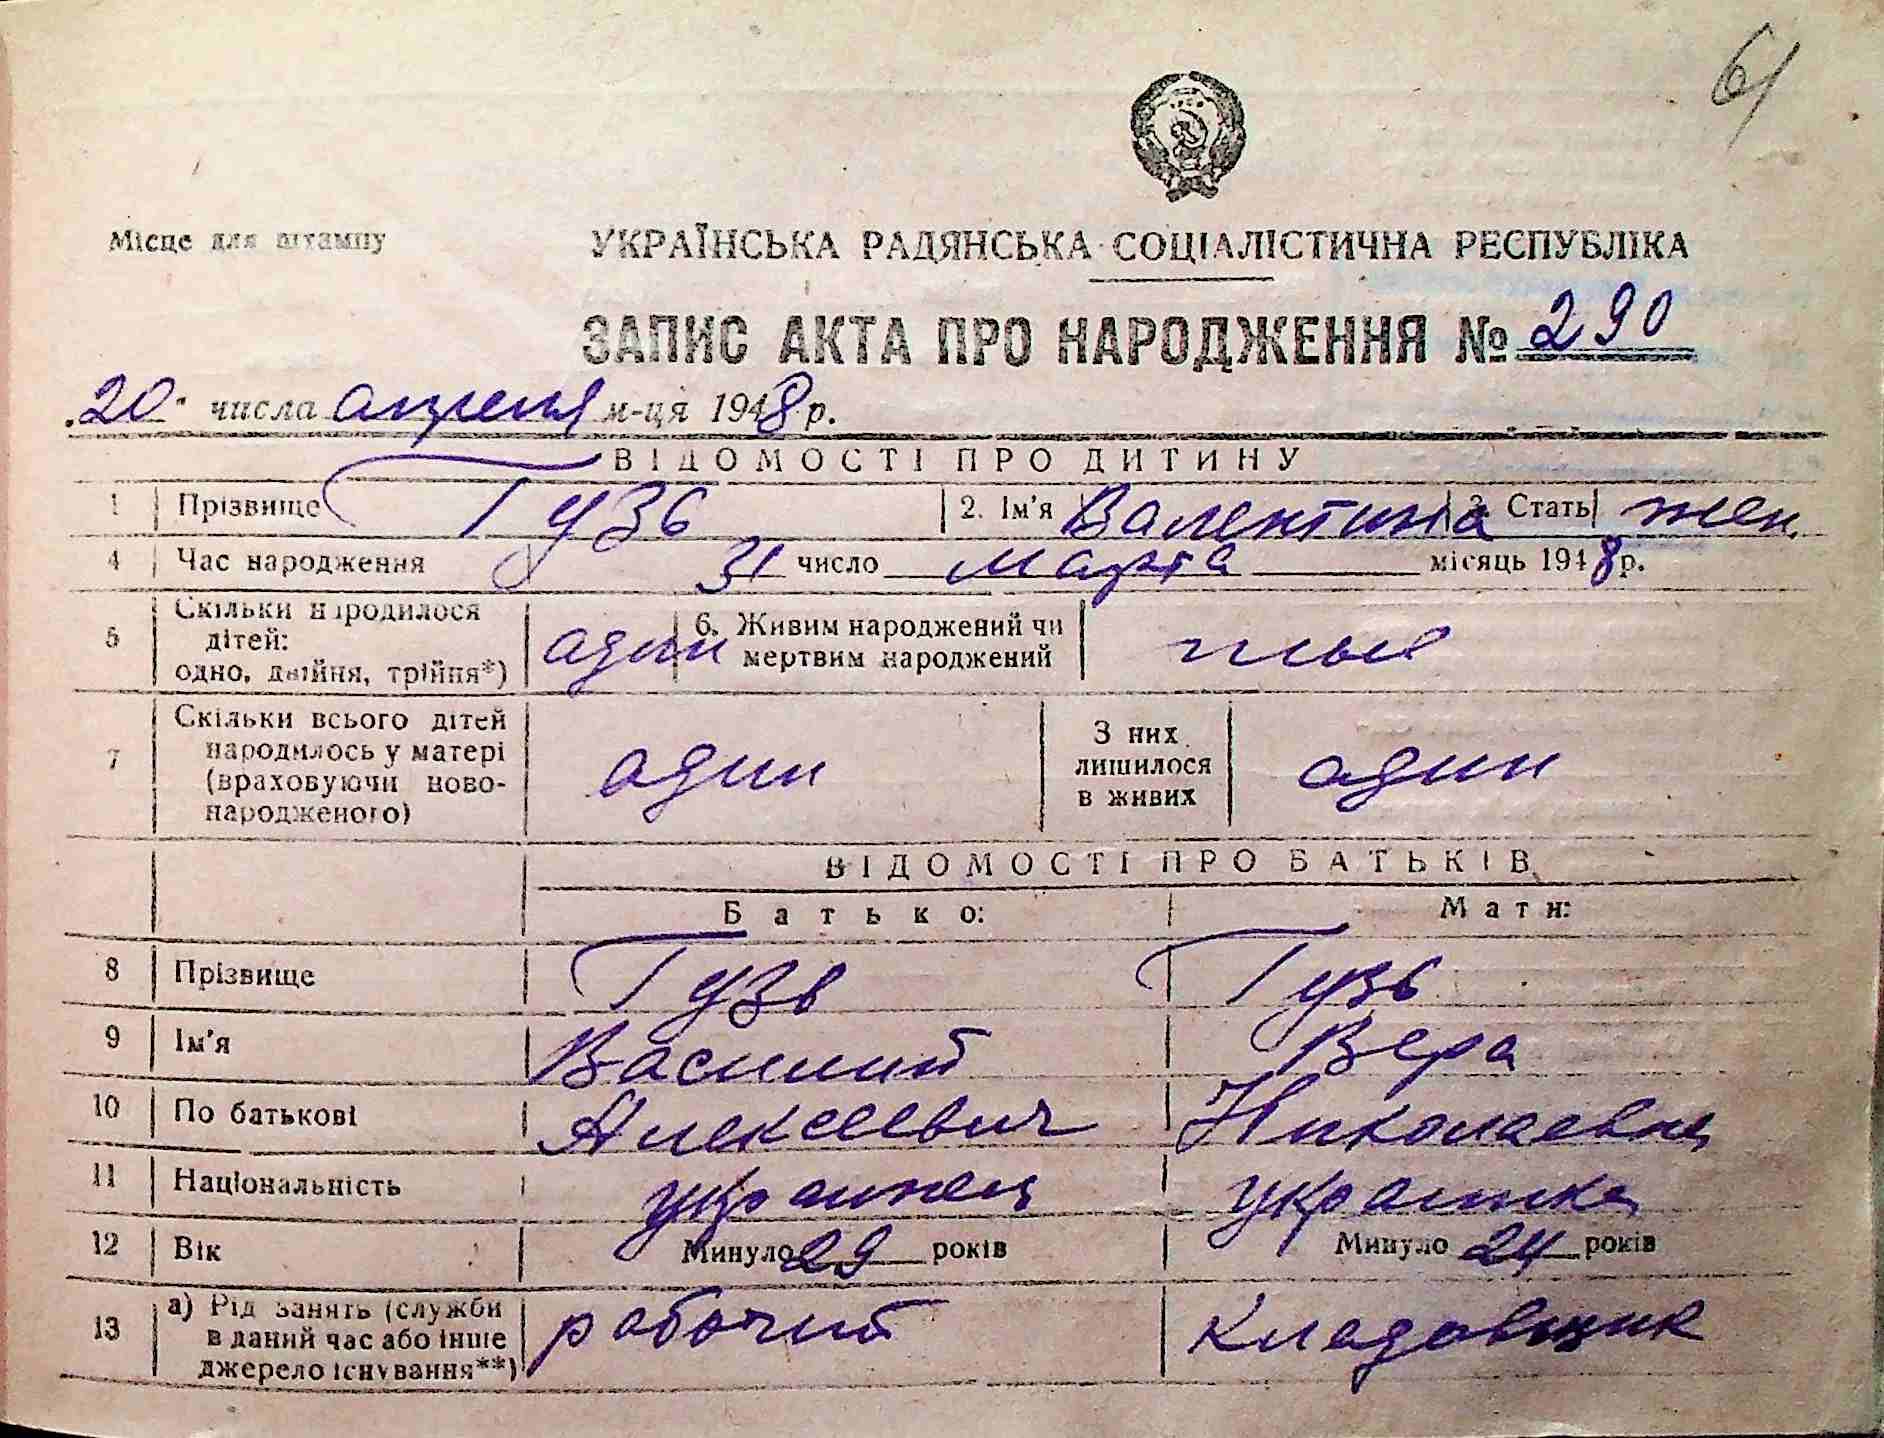 61
Місце для штампу
УКРАЇНСЬКА РАДЯНСЬКА СОЦІАЛІСТИЧНА РЕСПУБЛІКА
ЗАПИС АКТА ПРО НАРОДЖЕННЯ № 290
„20" числа апреля м-ця 1948 р.
ВІДОМОСТІ ПРО ДИТИНУ
1 Прізвище Гузь 2. Ім'я Валентина 3. Стать жен.
4 Час народження 31 число марта місяць 1948 р.
5 Скільки народилося дітей: одно, двійня, трійня*) один 6. Живим народжений чи мертвим народжений
7 Скільки всього дітей народилось у матері (враховуючи ново-народженого) один З них лишилося в живих один
ВІДОМОСТІ ПРО БАТЬКІВ
Батько: Мати:
8 Прізвище Гузь Гузь
9 Ім'я Василий Вера
10 По батькові Алексеевич Николаевна
11 Національність украинец украинка
12 Вік Минуло 29 років Минуло 24 років
13 а) Рід занять (служби в даний час або інше джерело існування**) рабочий кладовщик